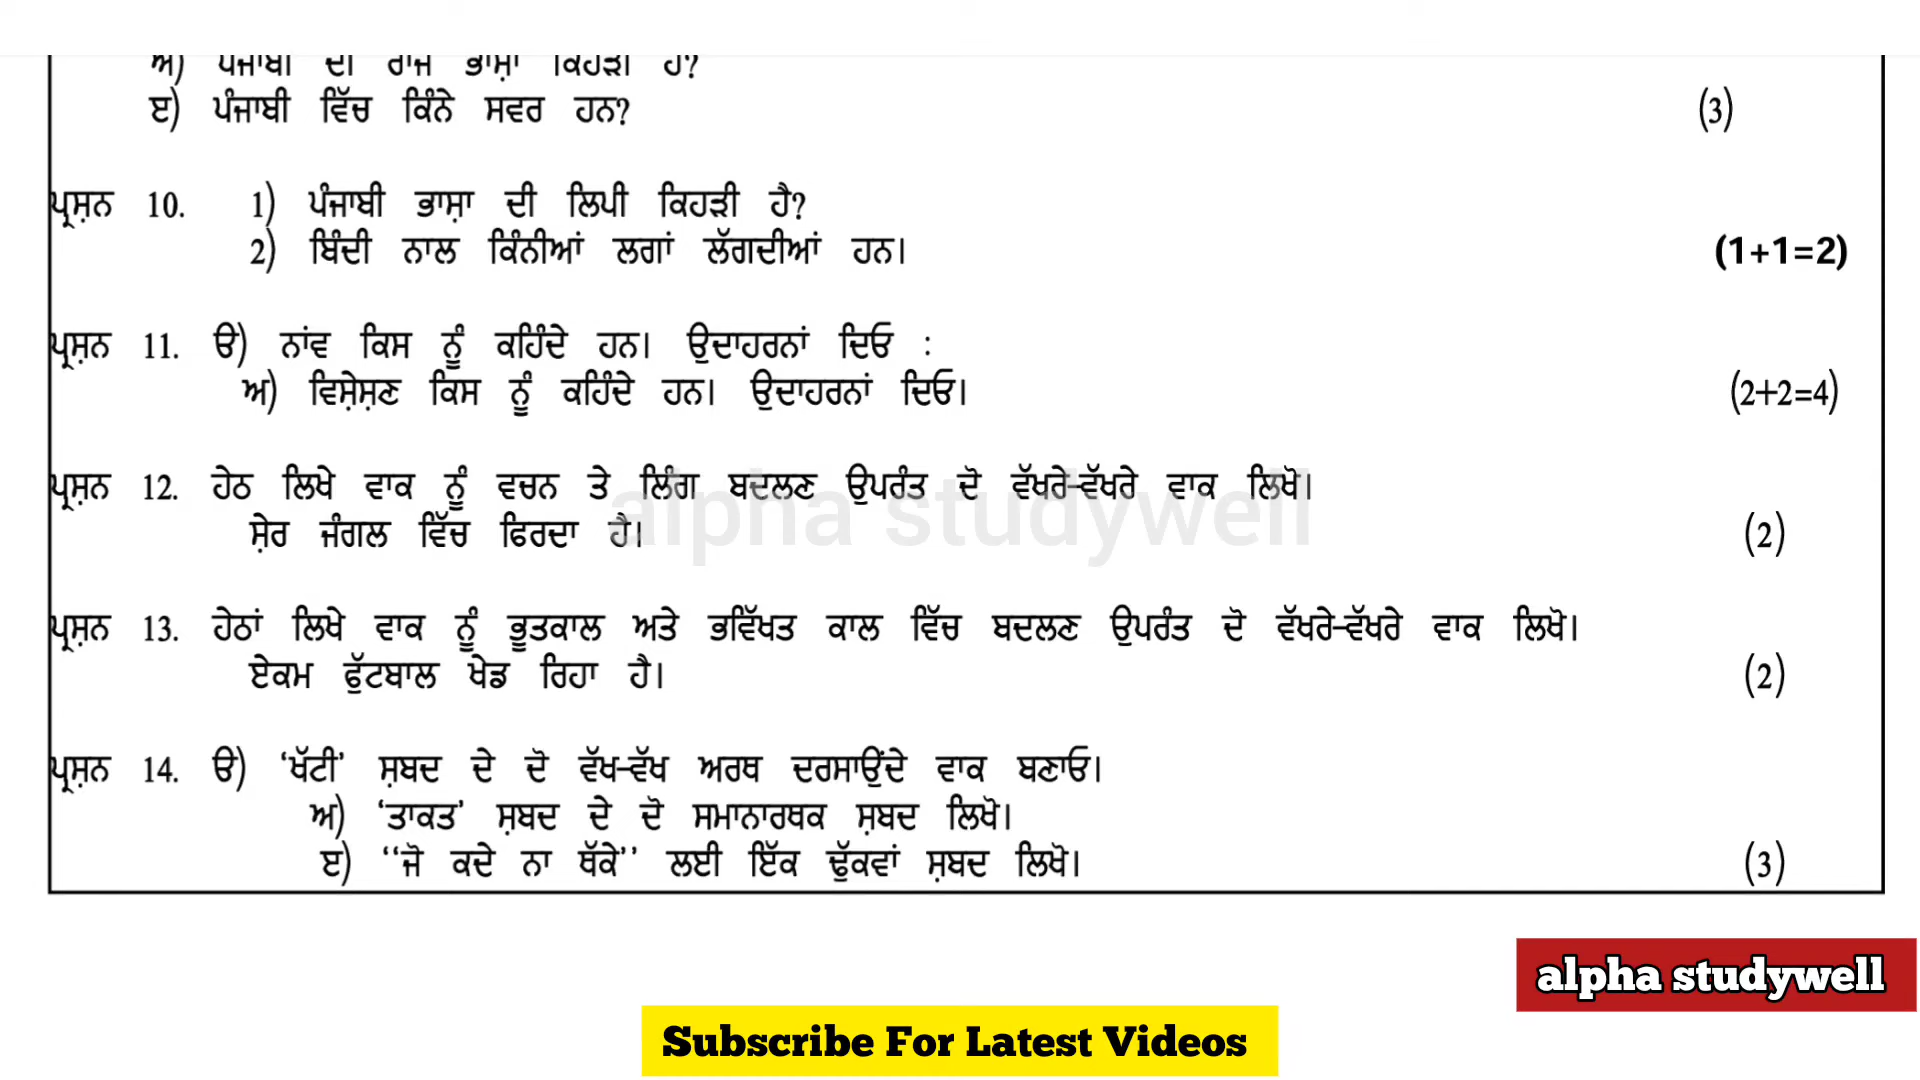 ਅ) ਪੰਜਾਬੀ ਦੀ ਰਾਜ ਭਾਸ਼ਾ ਕਿਹੜੀ ਹੈ?
ੲ) ਪੰਜਾਬੀ ਵਿੱਚ ਕਿੰਨੇ ਸਵਰ ਹਨ? (3)
ਪ੍ਰਸ਼ਨ 10. 1) ਪੰਜਾਬੀ ਭਾਸ਼ਾ ਦੀ ਲਿਪੀ ਕਿਹੜੀ ਹੈ?
2) ਬਿੰਦੀ ਨਾਲ ਕਿੰਨੀਆਂ ਲਗਾਂ ਲੱਗਦੀਆਂ ਹਨ। (1+1=2)
ਪ੍ਰਸ਼ਨ 11. ੳ) ਨਾਂਵ ਕਿਸ ਨੂੰ ਕਹਿੰਦੇ ਹਨ। ਉਦਾਹਰਨਾਂ ਦਿਓ :
ਅ) ਵਿਸ਼ੇਸ਼ਣ ਕਿਸ ਨੂੰ ਕਹਿੰਦੇ ਹਨ। ਉਦਾਹਰਨਾਂ ਦਿਓ। (2+2=4)
ਪ੍ਰਸ਼ਨ 12. ਹੇਠ ਲਿਖੇ ਵਾਕ ਨੂੰ ਵਚਨ ਤੇ ਲਿੰਗ ਬਦਲਣ ਉਪਰੰਤ ਦੋ ਵੱਖਰੇ-ਵੱਖਰੇ ਵਾਕ ਲਿਖੋ।
alpha studywell
ਸ਼ੇਰ ਜੰਗਲ ਵਿੱਚ ਫਿਰਦਾ ਹੈ। (2)
ਪ੍ਰਸ਼ਨ 13. ਹੇਠਾਂ ਲਿਖੇ ਵਾਕ ਨੂੰ ਭੂਤਕਾਲ ਅਤੇ ਭਵਿੱਖਤ ਕਾਲ ਵਿੱਚ ਬਦਲਣ ਉਪਰੰਤ ਦੋ ਵੱਖਰੇ-ਵੱਖਰੇ ਵਾਕ ਲਿਖੋ।
ਏਕਮ ਫੁੱਟਬਾਲ ਖੇਡ ਰਿਹਾ ਹੈ। (2)
ਪ੍ਰਸ਼ਨ 14. ੳ) ‘ਖੱਟੀ’ ਸ਼ਬਦ ਦੇ ਦੋ ਵੱਖ-ਵੱਖ ਅਰਥ ਦਰਸਾਉਂਦੇ ਵਾਕ ਬਣਾਓ।
ਅ) ‘ਤਾਕਤ’ ਸ਼ਬਦ ਦੇ ਦੋ ਸਮਾਨਾਰਥਕ ਸ਼ਬਦ ਲਿਖੋ।
ੲ) ‘‘ਜੋ ਕਦੇ ਨਾ ਥੱਕੇ’’ ਲਈ ਇੱਕ ਢੁੱਕਵਾਂ ਸ਼ਬਦ ਲਿਖੋ। (3)
alpha studywell
Subscribe For Latest Videos